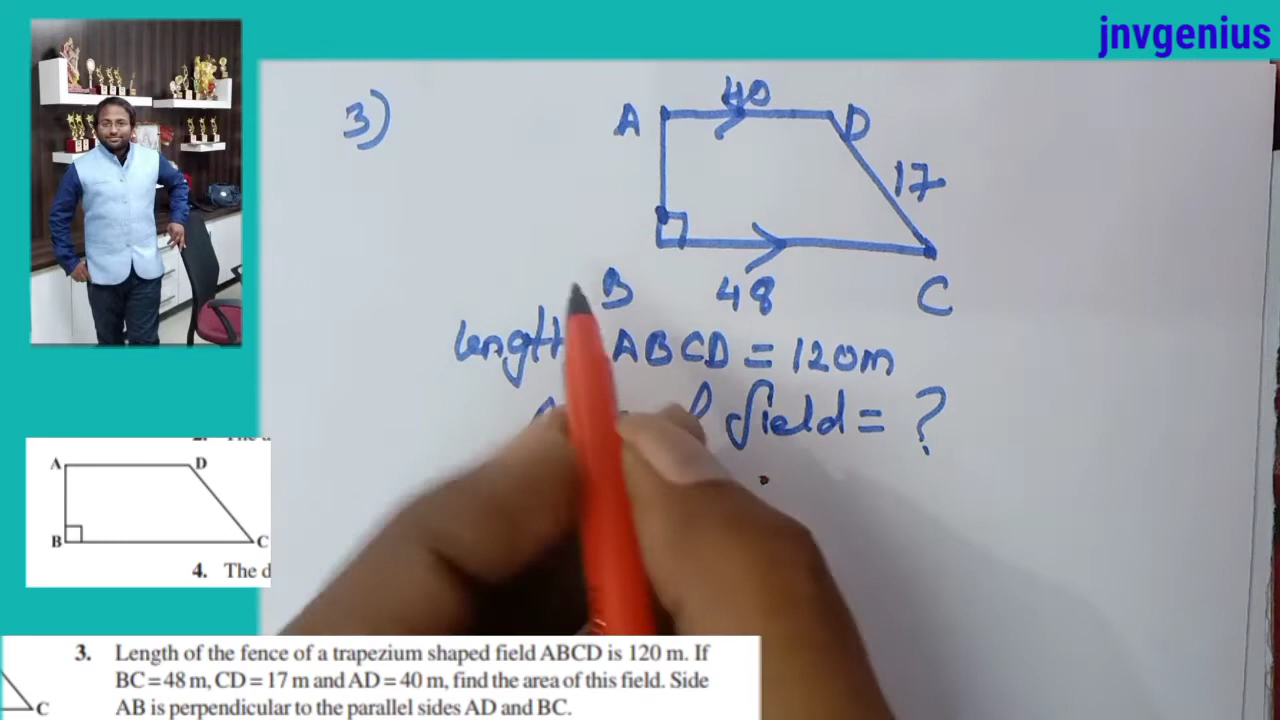 jnvgenius
3)
A 40 D
17
B 48 C
length ABCD = 120m
field = ?
A D
B C
4. The d
3. Length of the fence of a trapezium shaped field ABCD is 120 m. If
BC = 48 m, CD = 17 m and AD = 40 m, find the area of this field. Side
C AB is perpendicular to the parallel sides AD and BC.